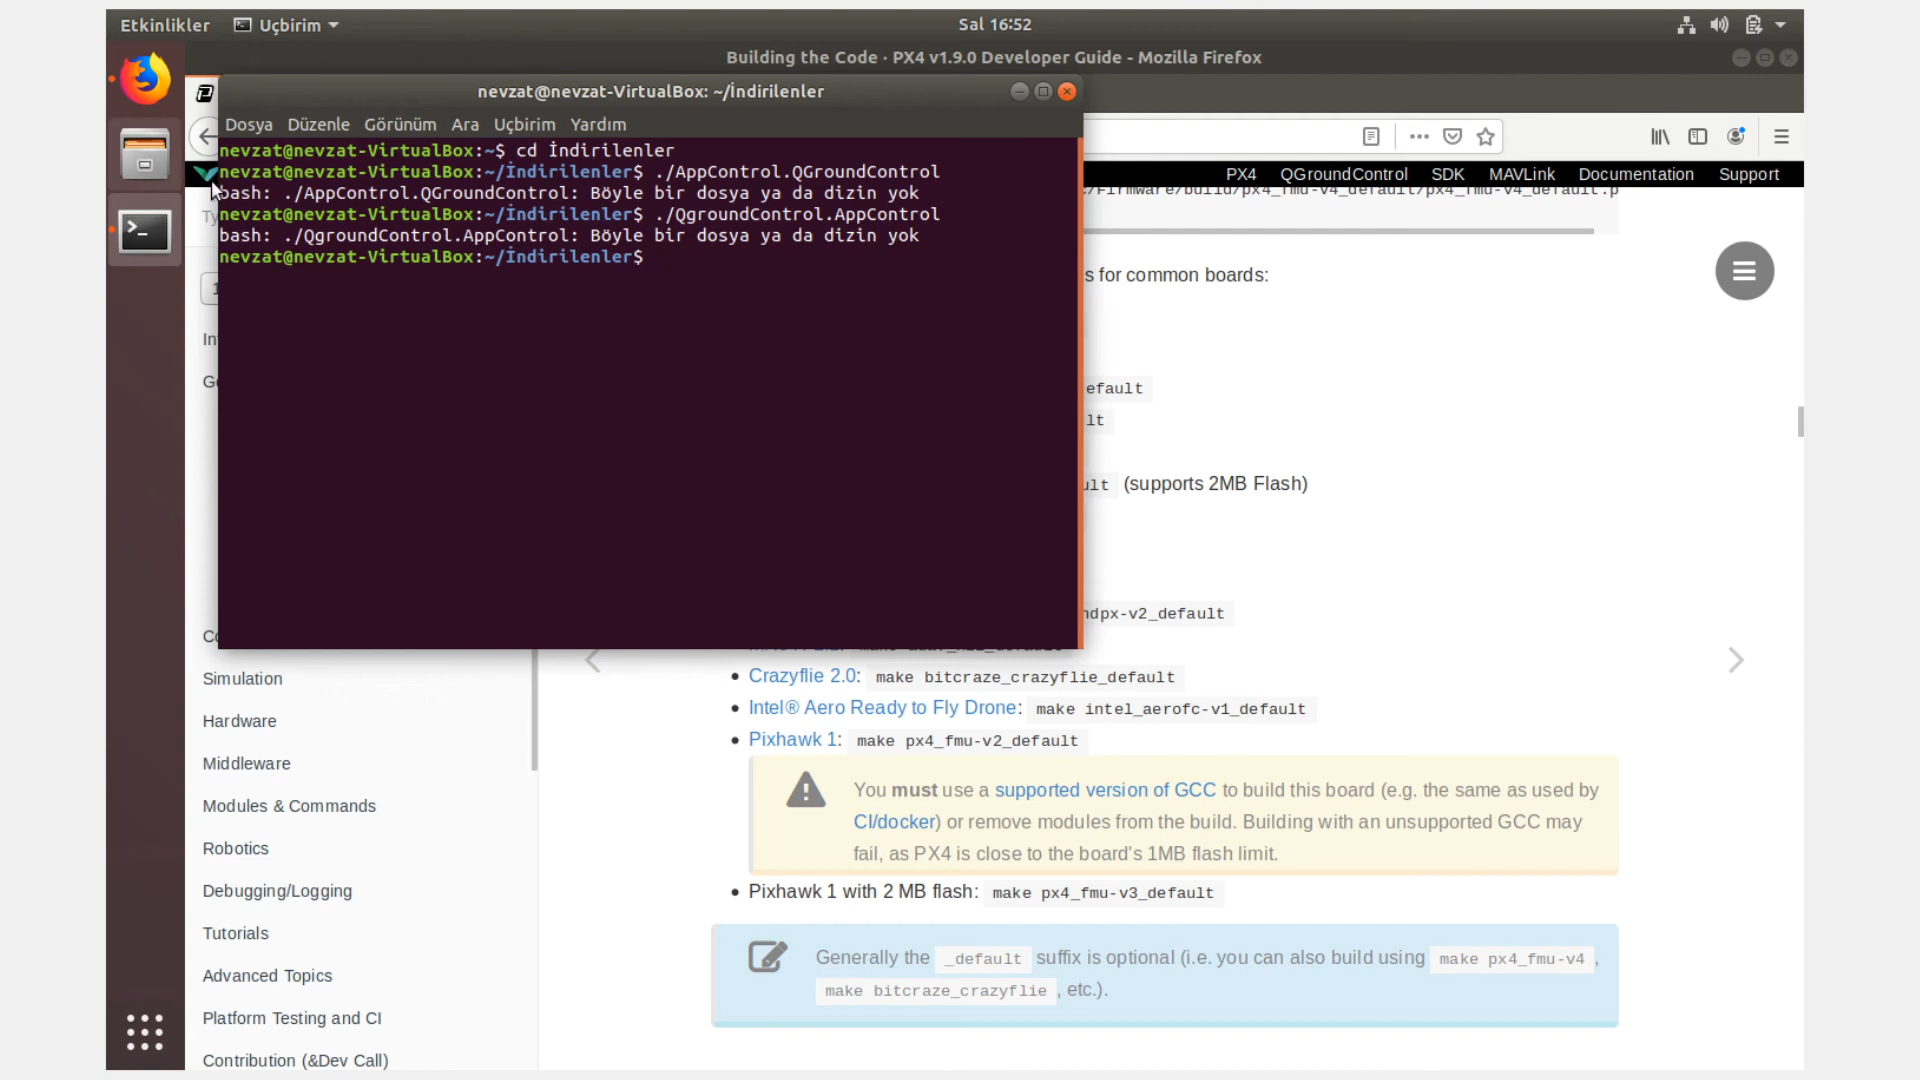 Etkinlikler
Uçbirim
Sal 16:52
Building the Code · PX4 v1.9.0 Developer Guide - Mozilla Firefox
nevzat@nevzat-VirtualBox: ~/İndirilenler
Dosya Düzenle Görünüm Ara Uçbirim Yardım
nevzat@nevzat-VirtualBox:~$ cd İndirilenler
nevzat@nevzat-VirtualBox:~/İndirilenler$ ./AppControl.QGroundControl
bash: ./AppControl.QGroundControl: Böyle bir dosya ya da dizin yok
nevzat@nevzat-VirtualBox:~/İndirilenler$ ./QgroundControl.AppControl
bash: ./QgroundControl.AppControl: Böyle bir dosya ya da dizin yok
nevzat@nevzat-VirtualBox:~/İndirilenler$
PX4 QGroundControl SDK MAVLink Documentation Support
/Firmware/build/px4_fmu-v4_default/px4_fmu-v4_default.p
s for common boards:
efault
lt
ult (supports 2MB Flash)
ndpx-v2_default
Simulation
Hardware
Middleware
Modules & Commands
Robotics
Debugging/Logging
Tutorials
Advanced Topics
Platform Testing and CI
Contribution (&Dev Call)
Crazyflie 2.0: make bitcraze_crazyflie_default
Intel® Aero Ready to Fly Drone: make intel_aerofc-v1_default
Pixhawk 1: make px4_fmu-v2_default
You must use a supported version of GCC to build this board (e.g. the same as used by
CI/docker) or remove modules from the build. Building with an unsupported GCC may
fail, as PX4 is close to the board's 1MB flash limit.
Pixhawk 1 with 2 MB flash: make px4_fmu-v3_default
Generally the _default suffix is optional (i.e. you can also build using make px4_fmu-v4 ,
make bitcraze_crazyflie , etc.).